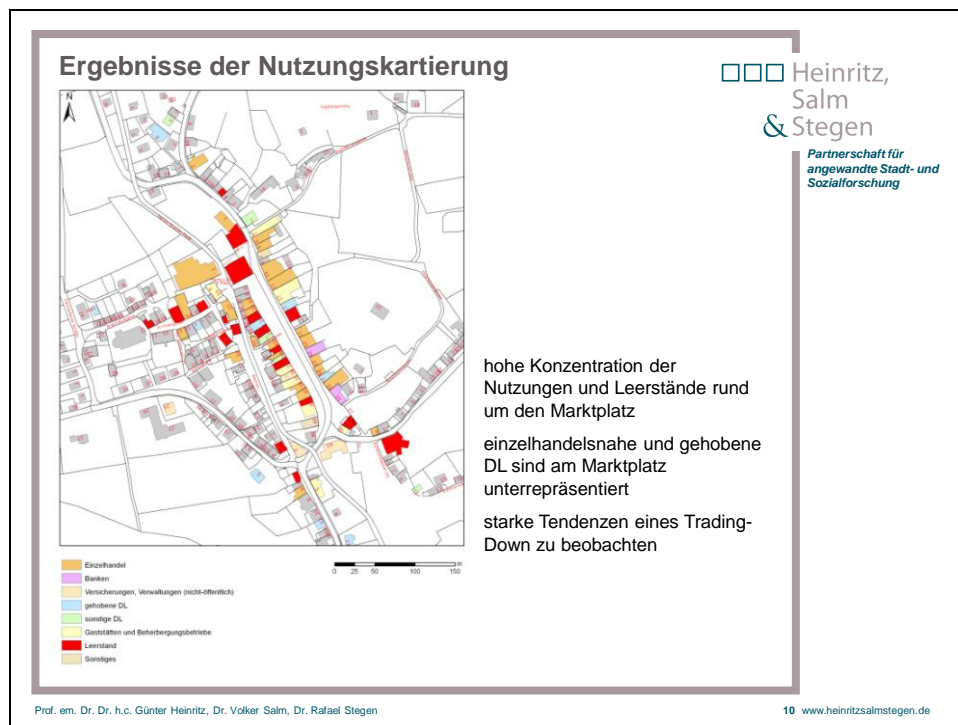 Ergebnisse der Nutzungskartierung
Heinritz,
Salm
& Stegen
Partnerschaft für
angewandte Stadt- und
Sozialforschung
N
hohe Konzentration der
Nutzungen und Leerstände rund
um den Marktplatz
einzelhandelsnahe und gehobene
DL sind am Marktplatz
unterrepräsentiert
starke Tendenzen eines Trading-
Down zu beobachten
0 25 50 100 150
Einzelhandel
Banken
Versicherungen, Verwaltungen (nicht-öffentlich)
gehobene DL
sonstige DL
Gaststätten und Beherbergungsbetriebe
Leerstand
Sonstiges
Prof. em. Dr. Dr. h.c. Günter Heinritz, Dr. Volker Salm, Dr. Rafael Stegen
10 www.heinritzsalmstegen.de